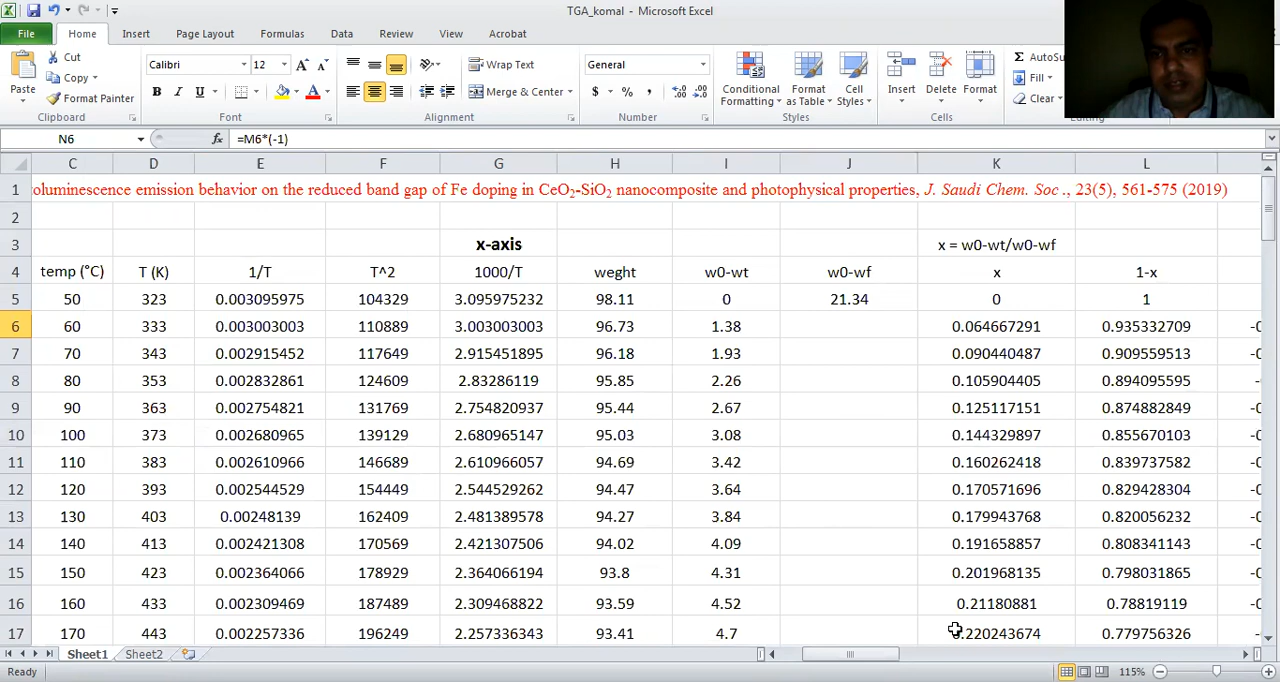 TGA_komal - Microsoft Excel
File Home Insert Page Layout Formulas Data Review View Acrobat
Paste Cut Copy Format Painter Clipboard
Calibri 12 B I U A A A Font
Wrap Text Merge & Center Alignment
General $ % , Number
Conditional Formatting Format as Table Cell Styles Styles
Insert Delete Format Cells
Σ Fill Clear
N6 fx =M6*(-1)
C D E F G H I J K L
1 oluminescence emission behavior on the reduced band gap of Fe doping in CeO2-SiO2 nanocomposite and photophysical properties, J. Saudi Chem. Soc ., 23(5), 561-575 (2019)
2
3 x-axis x = w0-wt/w0-wf
4 temp (°C) T (K) 1/T T^2 1000/T weght w0-wt w0-wf x 1-x
5 50 323 0.003095975 104329 3.095975232 98.11 0 21.34 0 1
6 60 333 0.003003003 110889 3.003003003 96.73 1.38 0.064667291 0.935332709
7 70 343 0.002915452 117649 2.915451895 96.18 1.93 0.090440487 0.909559513
8 80 353 0.002832861 124609 2.83286119 95.85 2.26 0.105904405 0.894095595
9 90 363 0.002754821 131769 2.754820937 95.44 2.67 0.125117151 0.874882849
10 100 373 0.002680965 139129 2.680965147 95.03 3.08 0.144329897 0.855670103
11 110 383 0.002610966 146689 2.610966057 94.69 3.42 0.160262418 0.839737582
12 120 393 0.002544529 154449 2.544529262 94.47 3.64 0.170571696 0.829428304
13 130 403 0.00248139 162409 2.481389578 94.27 3.84 0.179943768 0.820056232
14 140 413 0.002421308 170569 2.421307506 94.02 4.09 0.191658857 0.808341143
15 150 423 0.002364066 178929 2.364066194 93.8 4.31 0.201968135 0.798031865
16 160 433 0.002309469 187489 2.309468822 93.59 4.52 0.21180881 0.78819119
17 170 443 0.002257336 196249 2.257336343 93.41 4.7 0.220243674 0.779756326
Sheet1 Sheet2
Ready 115%